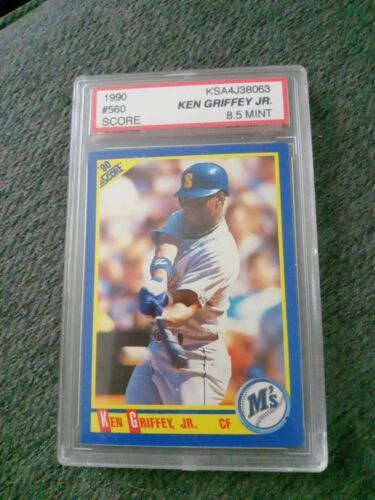 1990
#560
SCORE
KSA4J38063
KEN GRIFFEY JR.
8.5 MINT
'90
SCORE
S
M's
KEN GRIFFEY, JR. CF